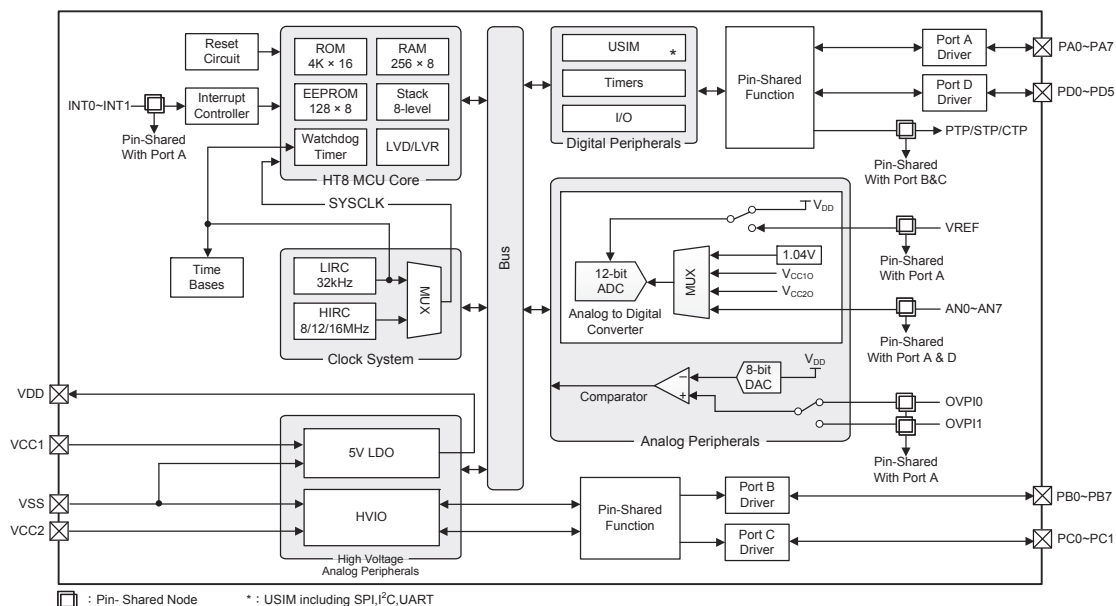 Reset
Circuit
ROM
4K × 16
RAM
256 × 8
INT0~INT1
Pin-Shared
With Port A
Interrupt
Controller
EEPROM
128 × 8
Stack
8-level
Watchdog
Timer
LVD/LVR
HT8 MCU Core
SYSCLK
Time
Bases
LIRC
32kHz
HIRC
8/12/16MHz
MUX
Clock System
Bus
USIM
*
Timers
I/O
Digital Peripherals
Pin-Shared
Function
Port A
Driver
PA0~PA7
Port D
Driver
PD0~PD5
PTP/STP/CTP
Pin-Shared
With Port B&C
VDD
VREF
Pin-Shared
With Port A
12-bit
ADC
MUX
1.04V
VCC1O
VCC2O
Analog to Digital
Converter
AN0~AN7
Pin-Shared
With Port A & D
Comparator
−
+
8-bit
DAC
VDD
OVPI0
OVPI1
Pin-Shared
With Port A
Analog Peripherals
VDD
VCC1
VSS
VCC2
5V LDO
HVIO
High Voltage
Analog Peripherals
Pin-Shared
Function
Port B
Driver
PB0~PB7
Port C
Driver
PC0~PC1
: Pin- Shared Node
* : USIM including SPI,I²C,UART